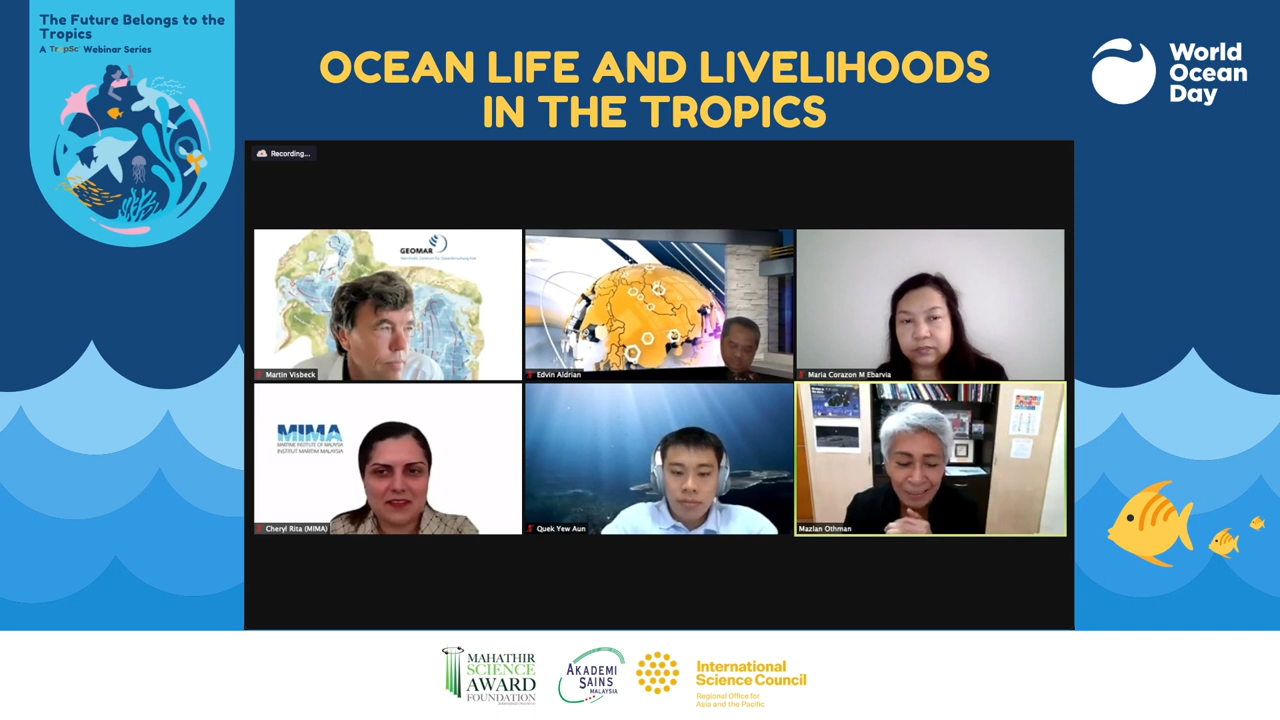 The Future Belongs to the
Tropics
A TropSc Webinar Series
OCEAN LIFE AND LIVELIHOODS
IN THE TROPICS
World
Ocean
Day
Recording...
GEOMAR
Martin Visbeck
Edvin Aldrian
Maria Corazon M Ebarvia
MIMA
MARITIME INSTITUTE OF MALAYSIA
INSTITUT MARITIM MALAYSIA
Cheryl Rita (MIMA)
Quek Yew Aun
Mazlan Othman
MAHATHIR
SCIENCE
AWARD
FOUNDATION
AKADEMI
SAINS
MALAYSIA
International
Science Council
Regional Office for
Asia and the Pacific